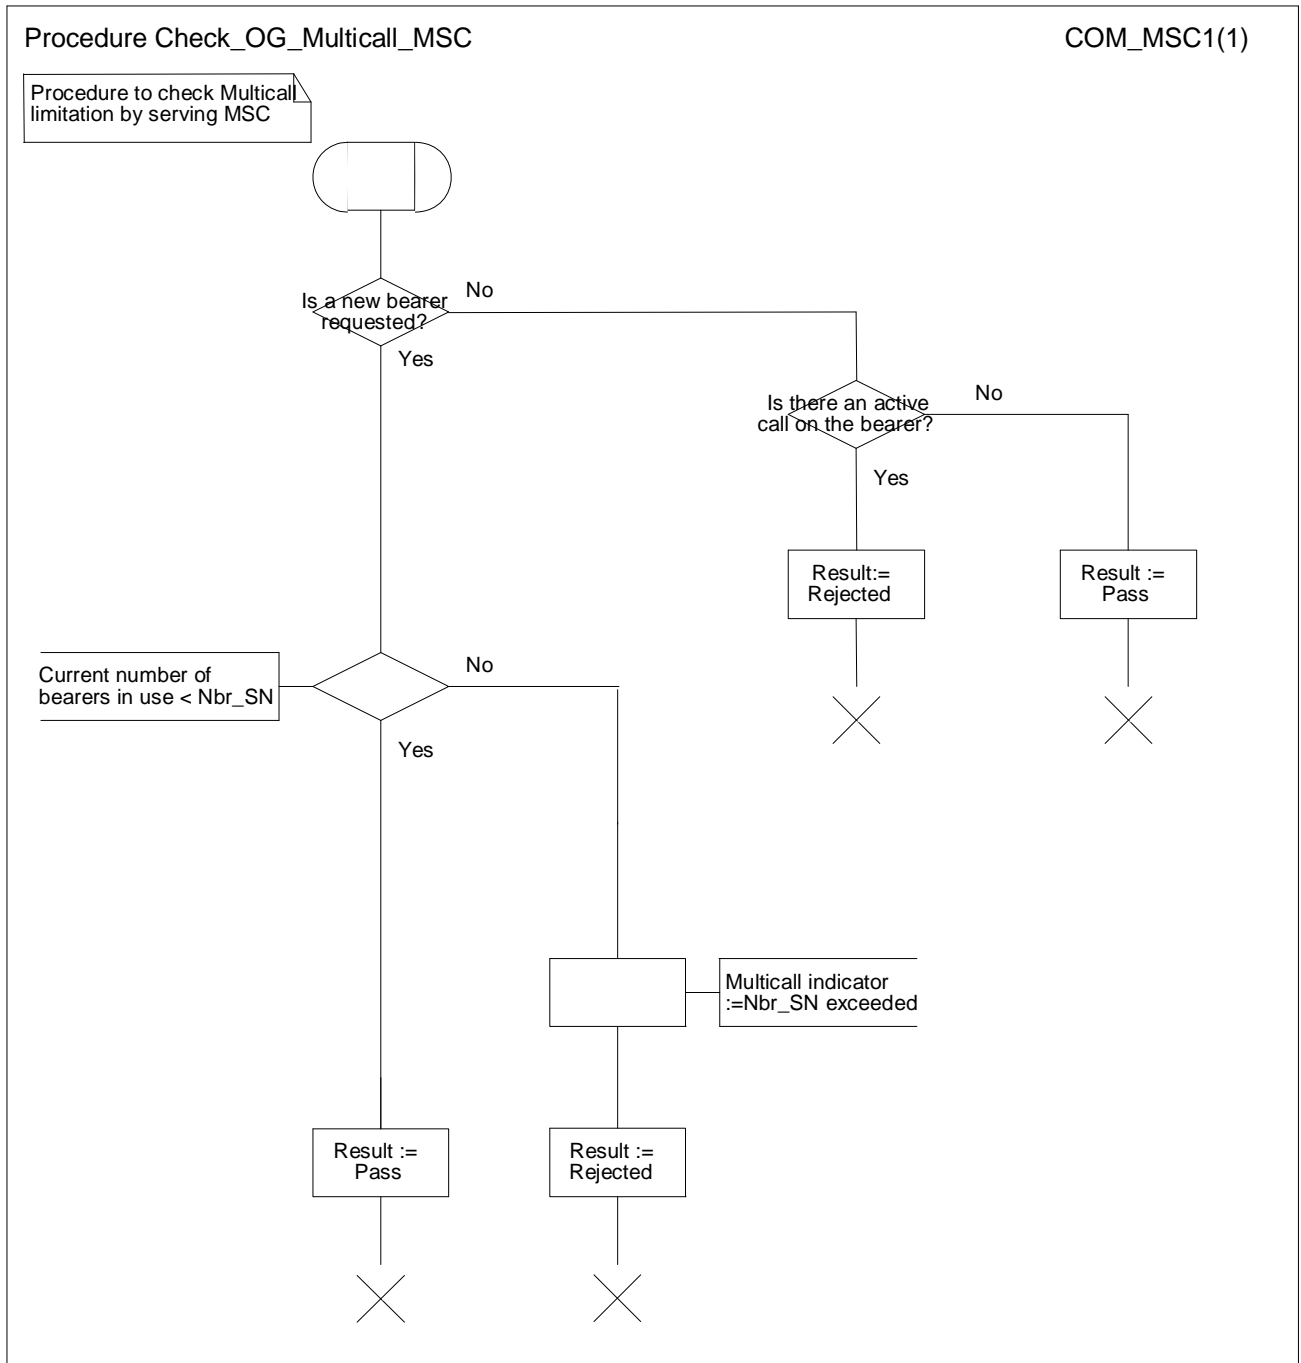 Procedure Check_OG_Multicall_MSC
COM_MSC1(1)
Procedure to check Multicall
limitation by serving MSC
Is a new bearer
requested?
No
Yes
Is there an active
call on the bearer?
No
Yes
Result:=
Rejected
Result :=
Pass
Current number of
bearers in use < Nbr_SN
No
Yes
Multicall indicator
:=Nbr_SN exceeded
Result :=
Pass
Result :=
Rejected